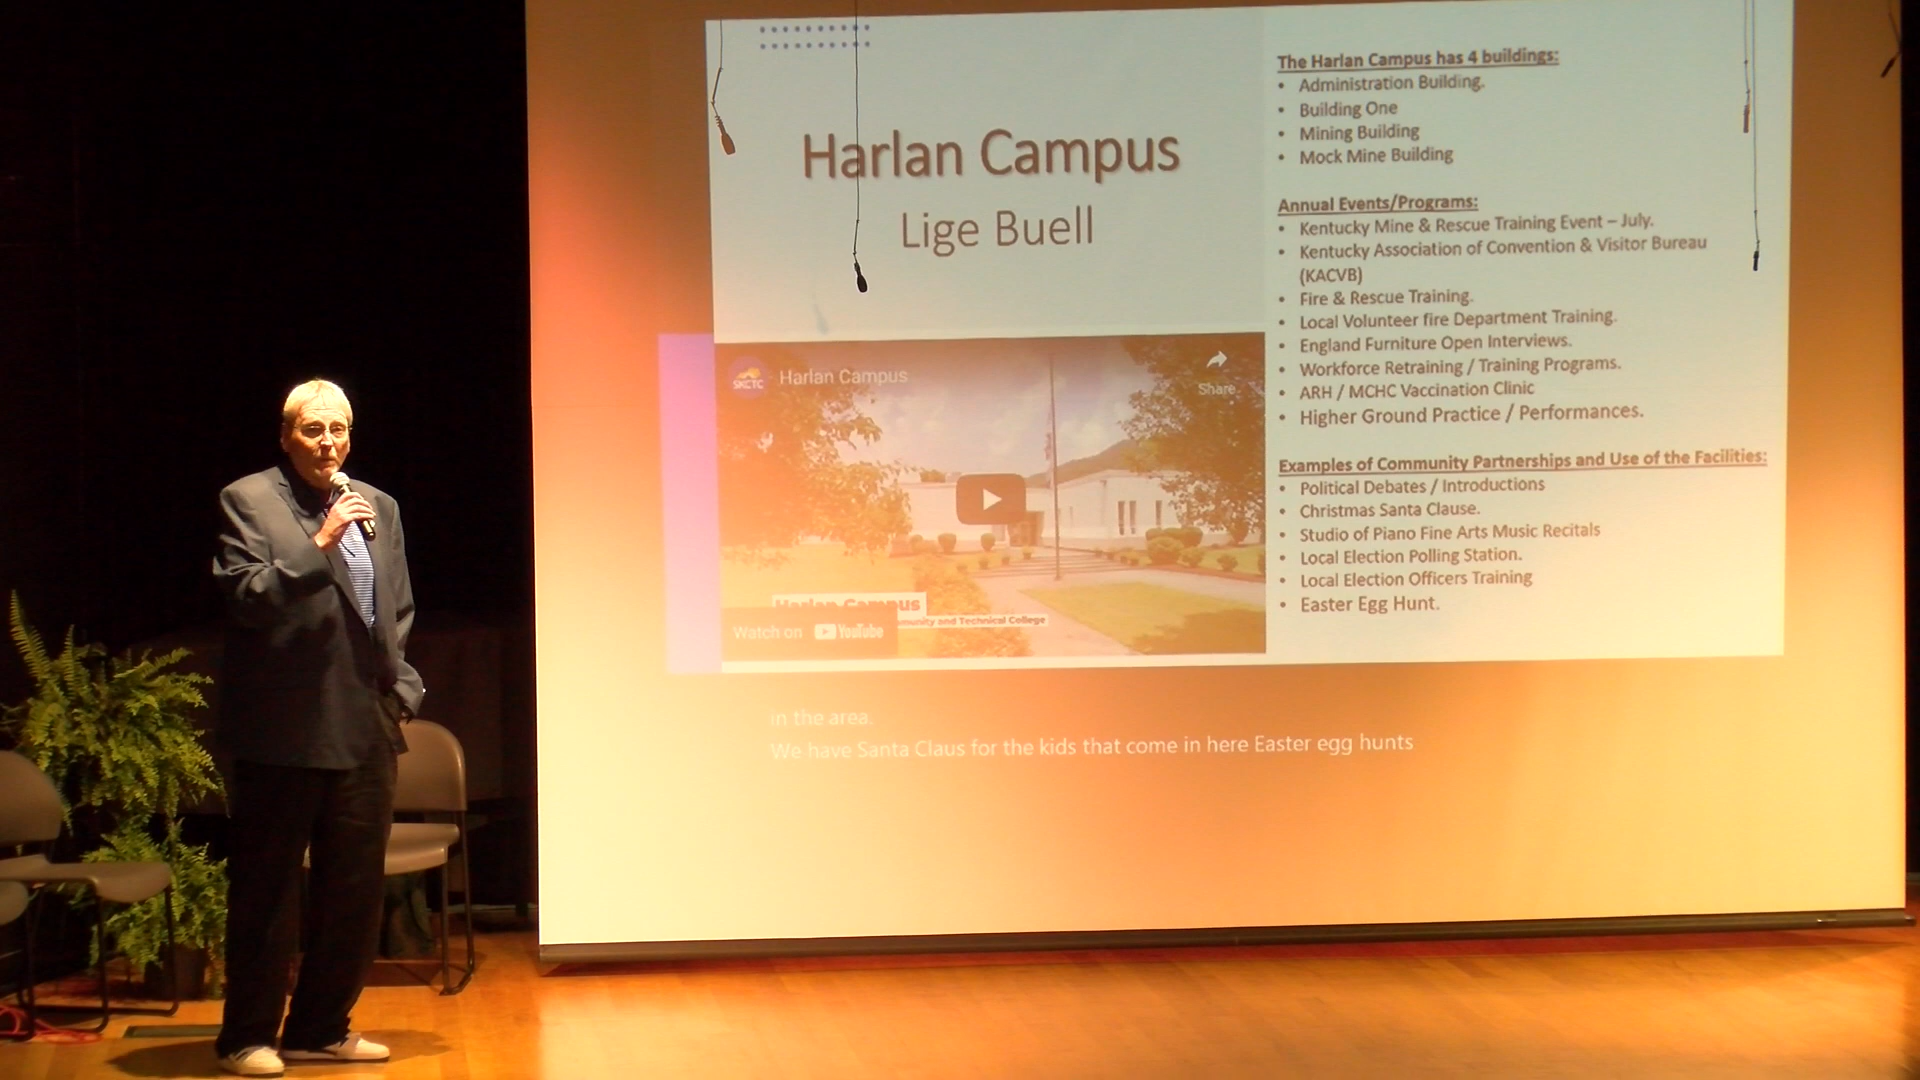 Harlan Campus
Lige Buell
SKCTC
Harlan Campus
Share
Harlan Campus
Community and Technical College
Watch on YouTube
The Harlan Campus has 4 buildings:
• Administration Building.
• Building One
• Mining Building
• Mock Mine Building
Annual Events/Programs:
• Kentucky Mine & Rescue Training Event – July.
• Kentucky Association of Convention & Visitor Bureau
(KACVB)
• Fire & Rescue Training.
• Local Volunteer fire Department Training.
• England Furniture Open Interviews.
• Workforce Retraining / Training Programs.
• ARH / MCHC Vaccination Clinic
• Higher Ground Practice / Performances.
Examples of Community Partnerships and Use of the Facilities:
• Political Debates / Introductions
• Christmas Santa Clause.
• Studio of Piano Fine Arts Music Recitals
• Local Election Polling Station.
• Local Election Officers Training
• Easter Egg Hunt.
in the area.
We have Santa Claus for the kids that come in here Easter egg hunts